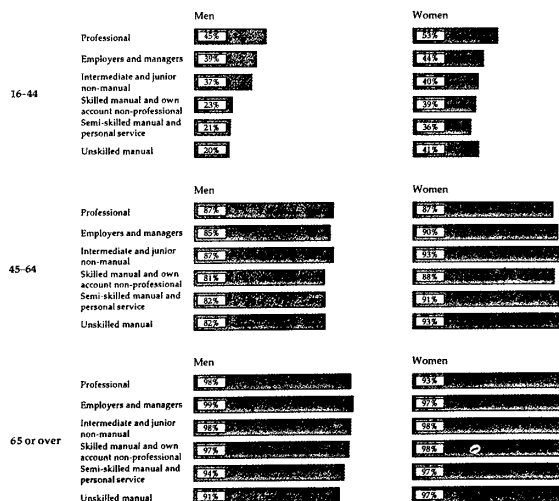 Men Women
Professional 45% 53%
Employers and managers 39% 44%
Intermediate and junior
non-manual 37% 40%
16-44
Skilled manual and own
account non-professional 23% 39%
Semi-skilled manual and
personal service 21% 36%
Unskilled manual 20% 41%
Men Women
Professional 87% 87%
Employers and managers 85% 90%
45-64
Intermediate and junior
non-manual 87% 93%
Skilled manual and own
account non-professional 81% 88%
Semi-skilled manual and
personal service 82% 91%
Unskilled manual 82% 93%
Men Women
Professional 98% 93%
Employers and managers 99% 97%
Intermediate and junior
non-manual 98% 98%
65 or over
Skilled manual and own
account non-professional 97% 98%
Semi-skilled manual and
personal service 94% 97%
Unskilled manual 91% 97%